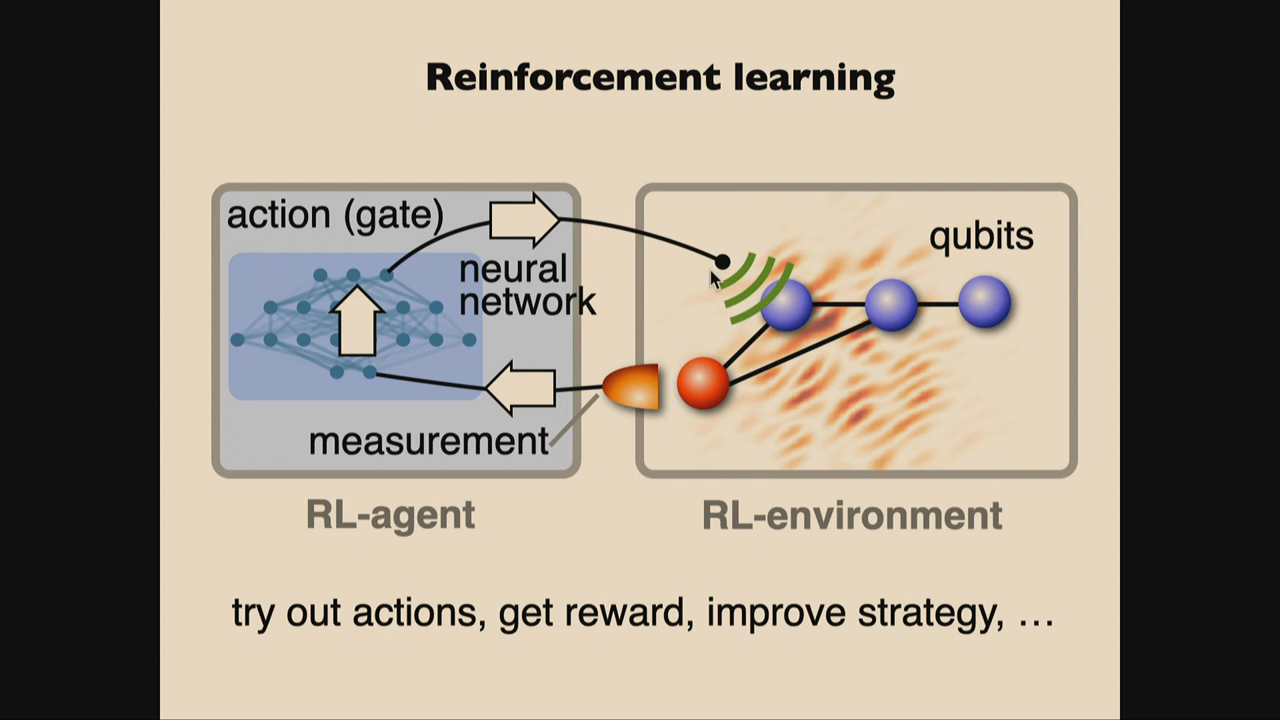 Reinforcement learning
action (gate)
neural
network
qubits
measurement
RL-agent
RL-environment
try out actions, get reward, improve strategy, …